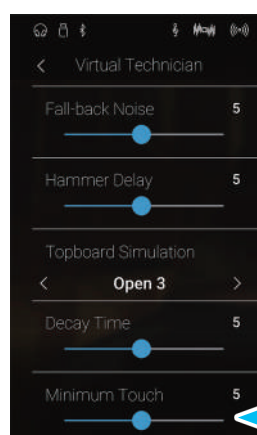 < Virtual Technician
Fall-back Noise 5
Hammer Delay 5
Topboard Simulation
< Open 3 >
Decay Time 5
Minimum Touch 5